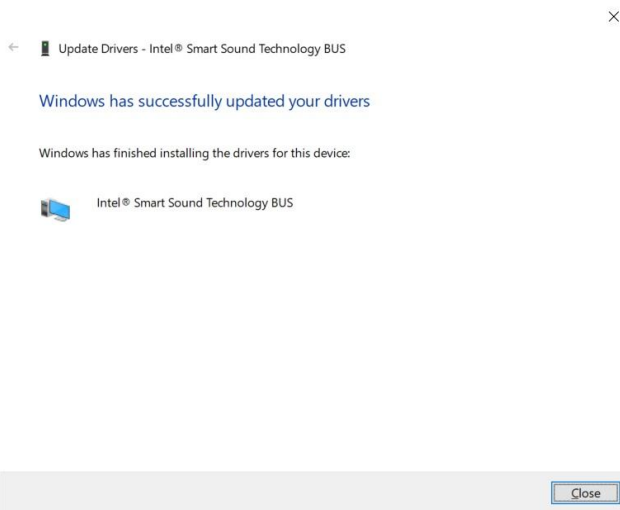 Update Drivers - Intel® Smart Sound Technology BUS
Windows has successfully updated your drivers
Windows has finished installing the drivers for this device:
Intel® Smart Sound Technology BUS
Close